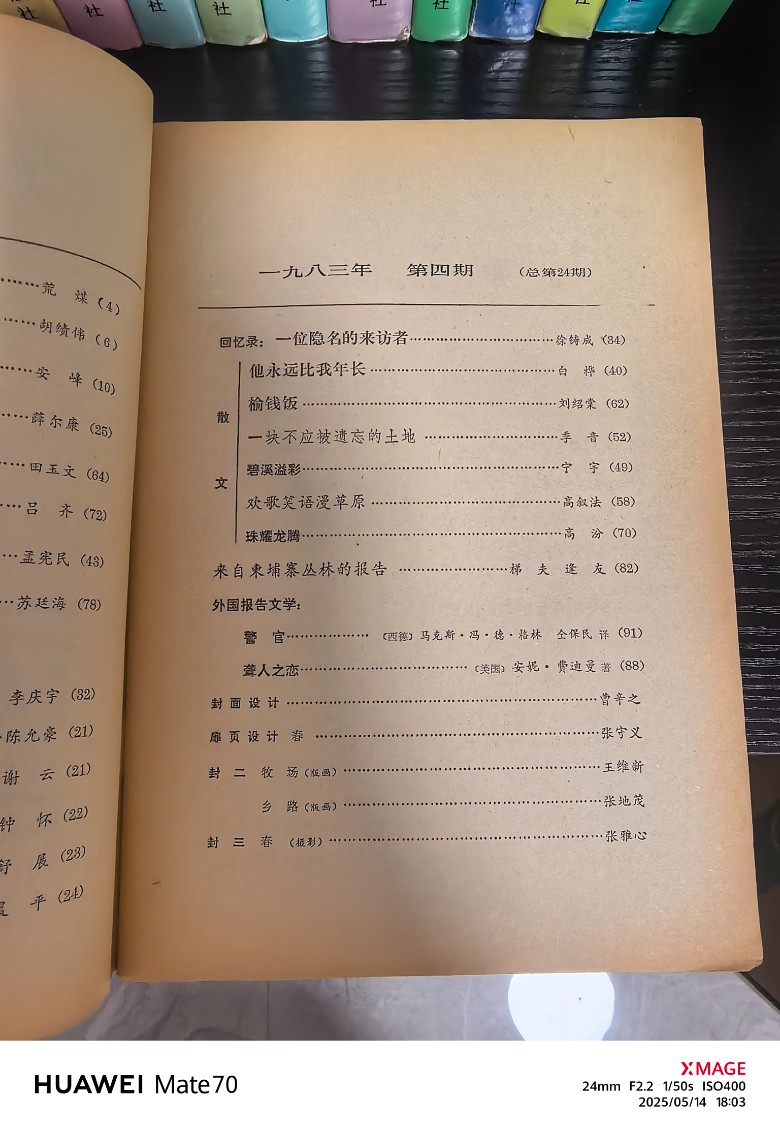 社
社
社
社
社
社
社
社
……荒　煤 (4)
……胡绩伟 (6)
……安　峰 (10)
……薛尔康 (25)
……田玉文 (64)
……吕　齐 (72)
…孟宪民 (43)
…苏廷海 (78)
李庆宇 (32)
陈允豪 (21)
谢　云 (21)
钟　怀 (22)
舒　展 (23)
平 (24)
一九八三年　第四期　（总第24期）
回忆录：一位隐名的来访者……徐铸成 (34)
散文
他永远比我年长……白　桦 (40)
榆钱饭……刘绍棠 (62)
一块不应被遗忘的土地……季　音 (52)
碧溪溢彩……宁　宇 (49)
欢歌笑语漫草原……高叙法 (58)
珠耀龙腾……高　汾 (70)
来自柬埔寨丛林的报告……梯　夫　逢　友 (82)
外国报告文学：
警　官……〔西德〕马克斯·冯·德·格林　仝保民 译 (91)
聋人之恋……〔美国〕安妮·费迪曼 著 (88)
封面设计……曹辛之
扉页设计　春……张守义
封二　牧　场（版画）……王维新
乡　路（版画）……张地茂
封三　春　（摄影）……张雅心
HUAWEI Mate70
XMAGE
24mm F2.2 1/50s ISO400
2025/05/14 18:03